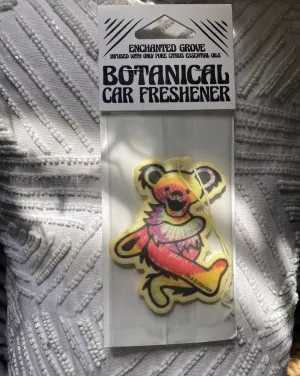 ENCHANTED GROVE
INFUSED WITH ONLY PURE CITRUS ESSENTIAL OILS
BOTANICAL
CAR FRESHENER